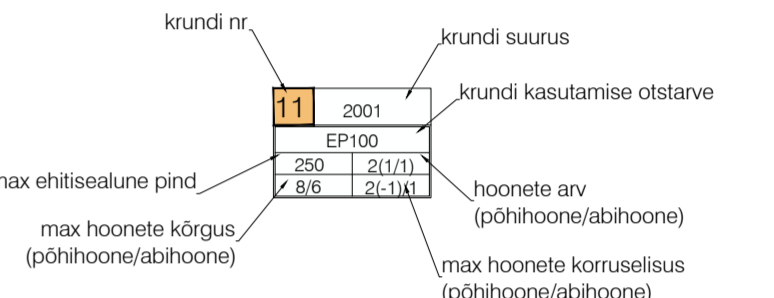 krundi nr
krundi suurus
krundi kasutamise otstarve
11 2001
EP100
250 2(1/1)
8/6 2(-1)/1
max ehitisealune pind
hoonete arv
(põhihoone/abihoone)
max hoonete kõrgus
(põhihoone/abihoone)
max hoonete korruselisus
(põhihoone/abihoone)